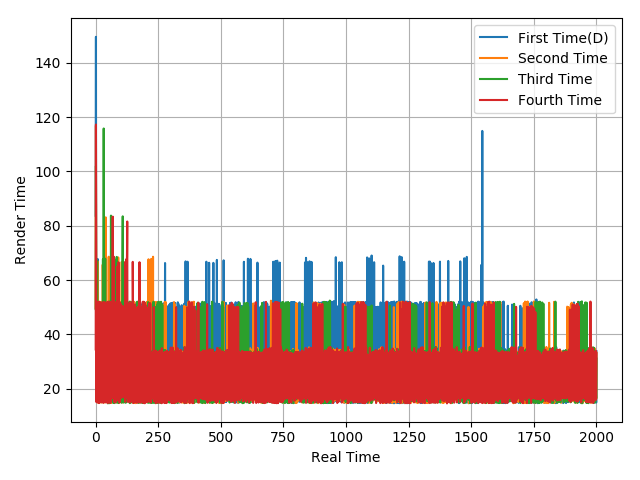 First Time(D)
Second Time
Third Time
Fourth Time
140
120
100
80
60
40
20
Render Time
0
250
500
750
1000
1250
1500
1750
2000
Real Time